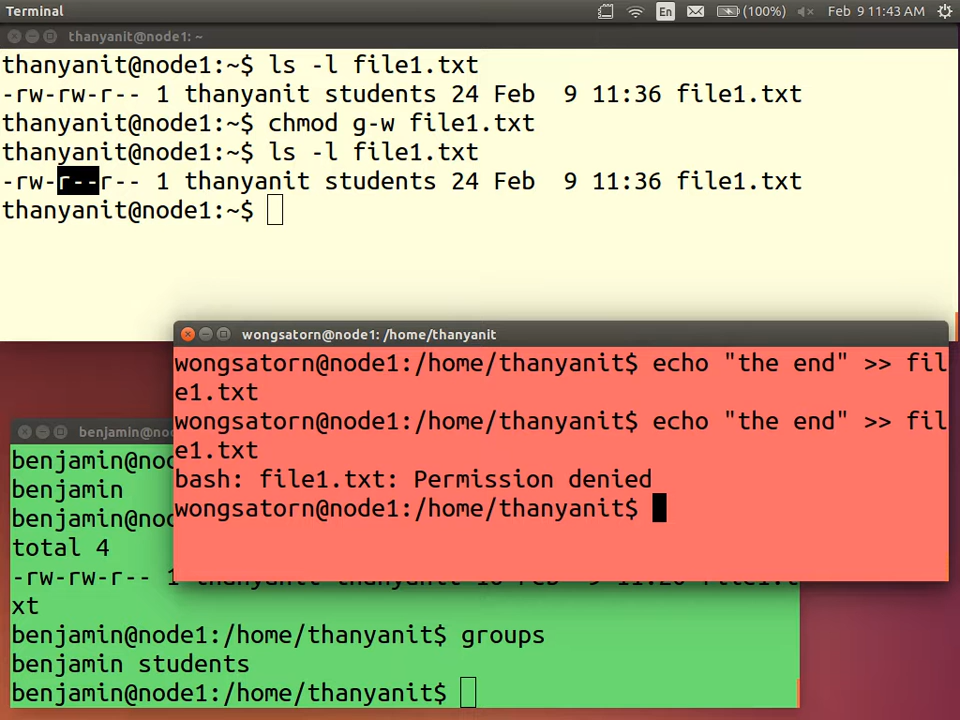 Terminal
En
(100%)
Feb 9 11:43 AM
thanyanit@node1: ~
thanyanit@node1:~$ ls -l file1.txt
-rw-rw-r-- 1 thanyanit students 24 Feb  9 11:36 file1.txt
thanyanit@node1:~$ chmod g-w file1.txt
thanyanit@node1:~$ ls -l file1.txt
-rw-r--r-- 1 thanyanit students 24 Feb  9 11:36 file1.txt
thanyanit@node1:~$
wongsatorn@node1: /home/thanyanit
wongsatorn@node1:/home/thanyanit$ echo "the end" >> fil
e1.txt
wongsatorn@node1:/home/thanyanit$ echo "the end" >> fil
e1.txt
bash: file1.txt: Permission denied
wongsatorn@node1:/home/thanyanit$
benjamin@no
benjamin@nod
benjamin
benjamin@nod
total 4
-rw-rw-r-- 1
xt
benjamin@node1:/home/thanyanit$ groups
benjamin students
benjamin@node1:/home/thanyanit$